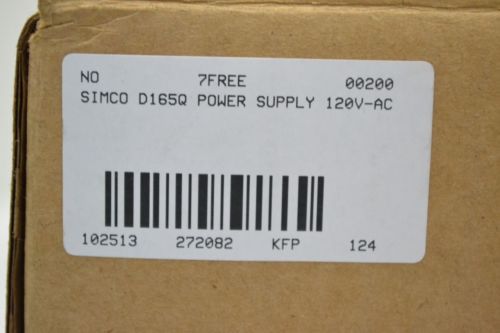 NO 7FREE 00200
SIMCO D165Q POWER SUPPLY 120V-AC
102513 272082 KFP 124